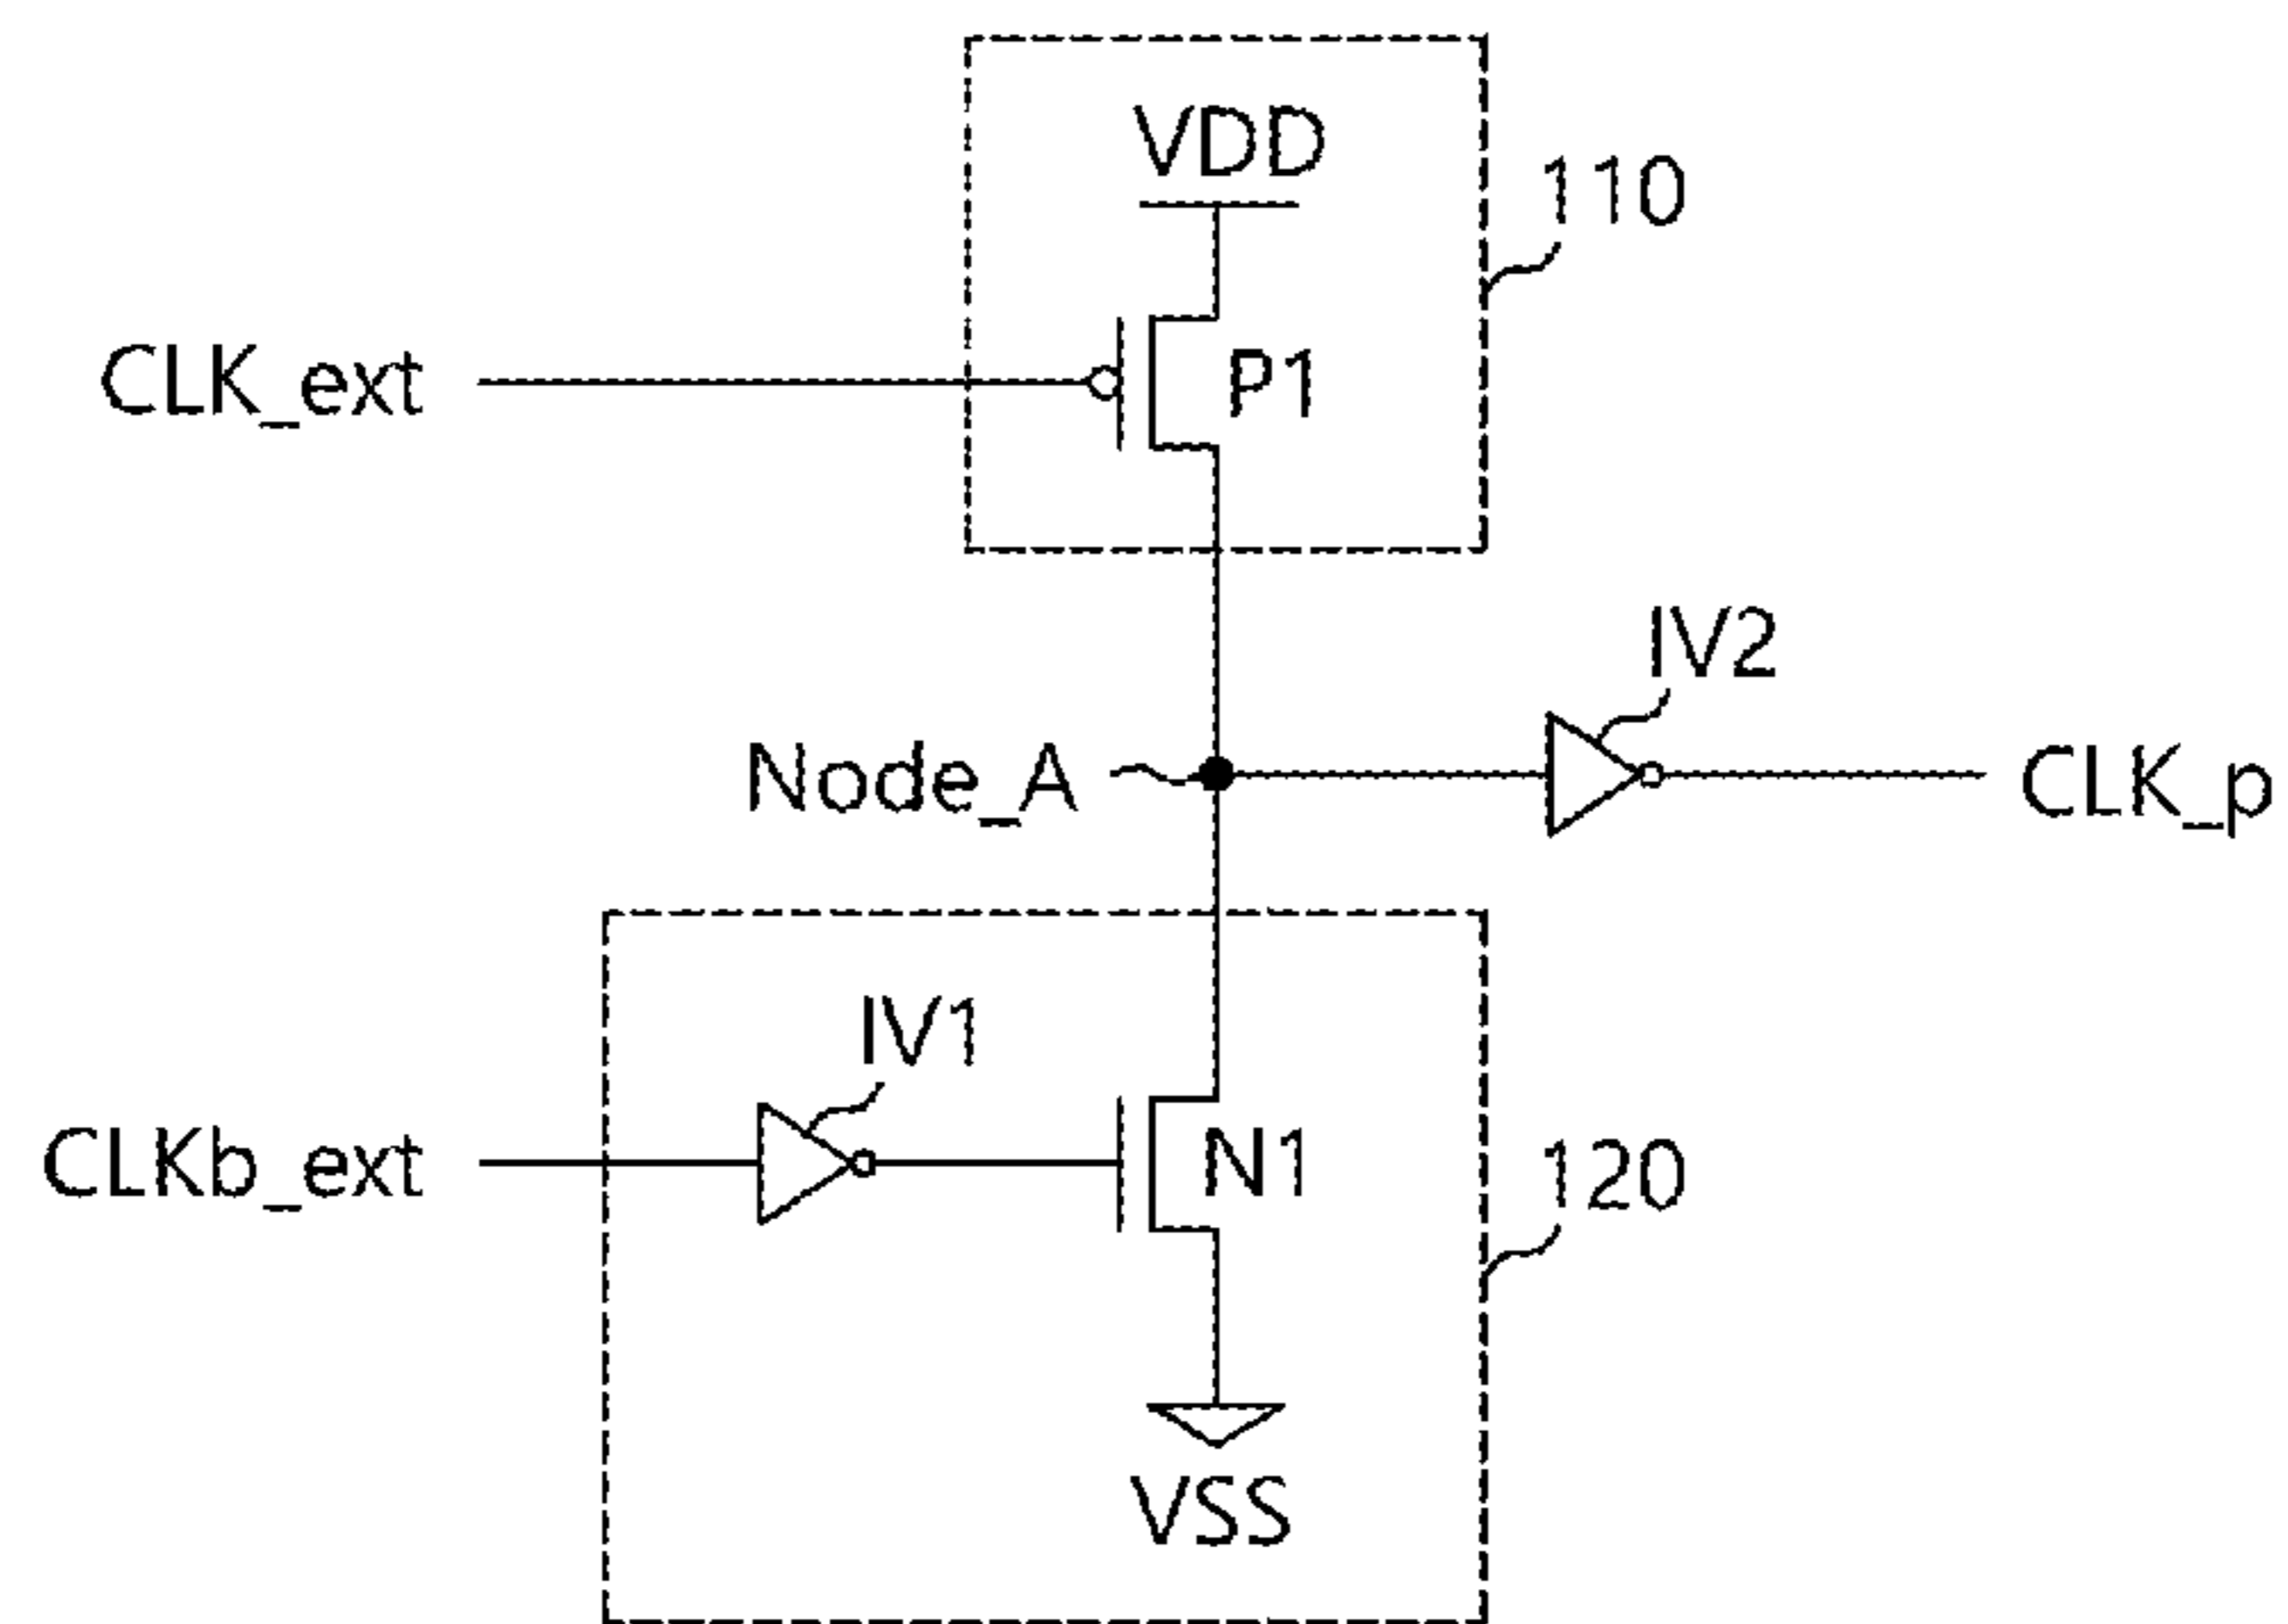 VDD
110
CLK_ext
P1
IV2
Node_A
CLK_p
IV1
CLKb_ext
N1
120
VSS